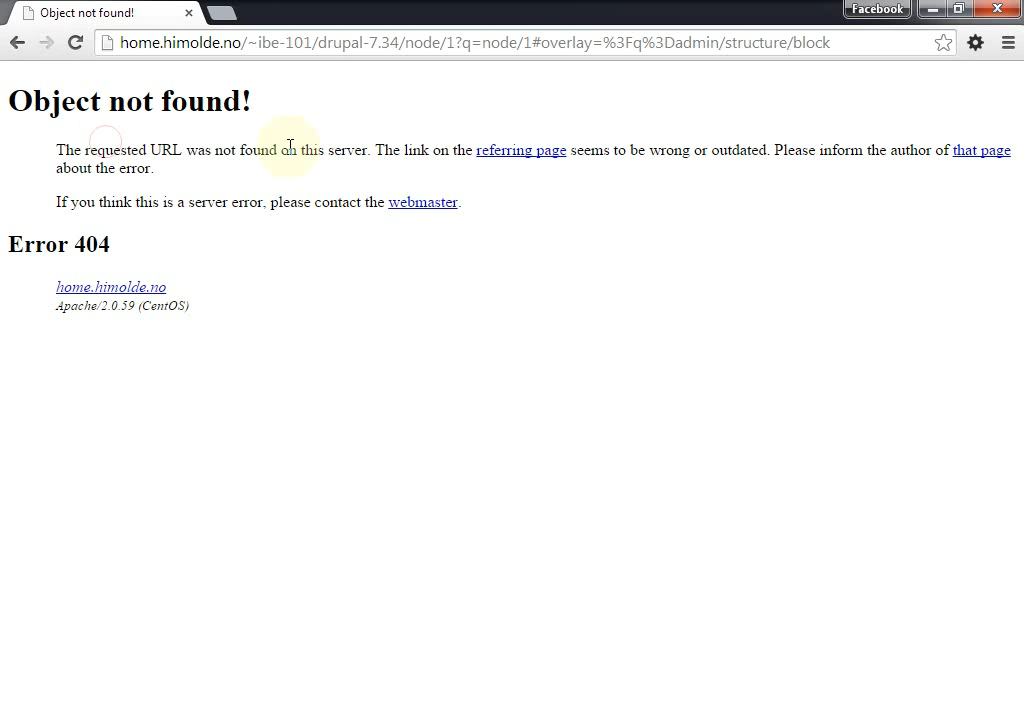 Object not found!
Facebook
home.himolde.no/~ibe-101/drupal-7.34/node/1?q=node/1#overlay=%3Fq%3Dadmin/structure/block
Object not found!
The requested URL was not found on this server. The link on the referring page seems to be wrong or outdated. Please inform the author of that page
about the error.
If you think this is a server error, please contact the webmaster.
Error 404
home.himolde.no
Apache/2.0.59 (CentOS)